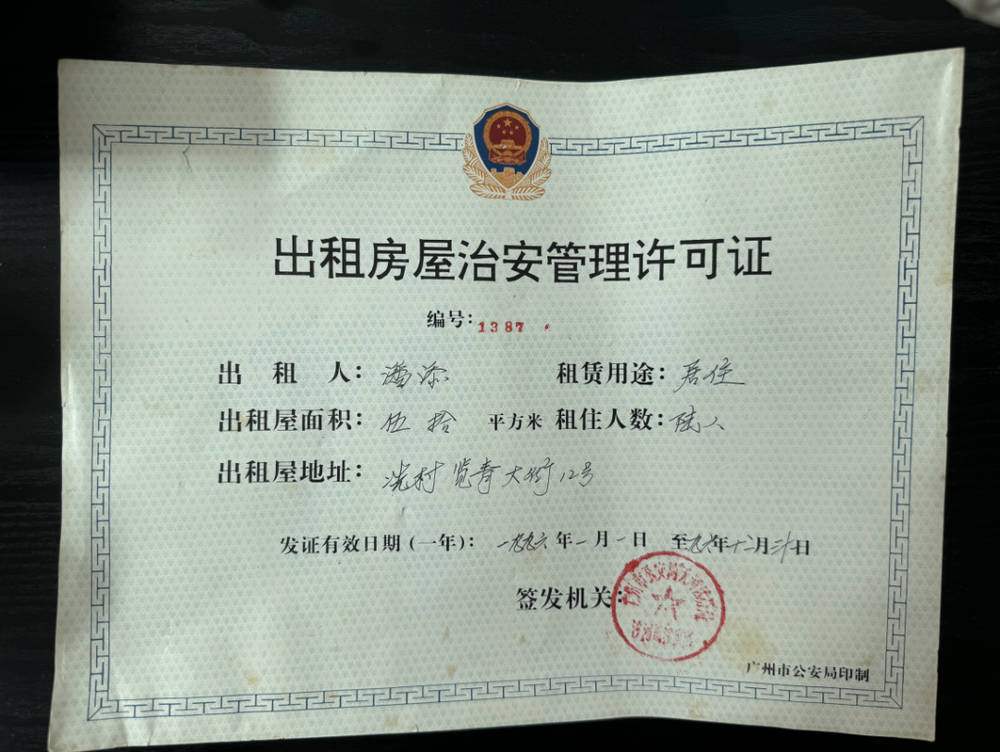 出租房屋治安管理许可证
编号：1387
出租人：潘添 租赁用途：居住
出租屋面积：伍拾 平方米 租住人数：陆人
出租屋地址：冼村览青大街12号
发证有效日期（一年）：一九九六年一月一日 至九六年十二月三十日
签发机关：
广州市公安局印制